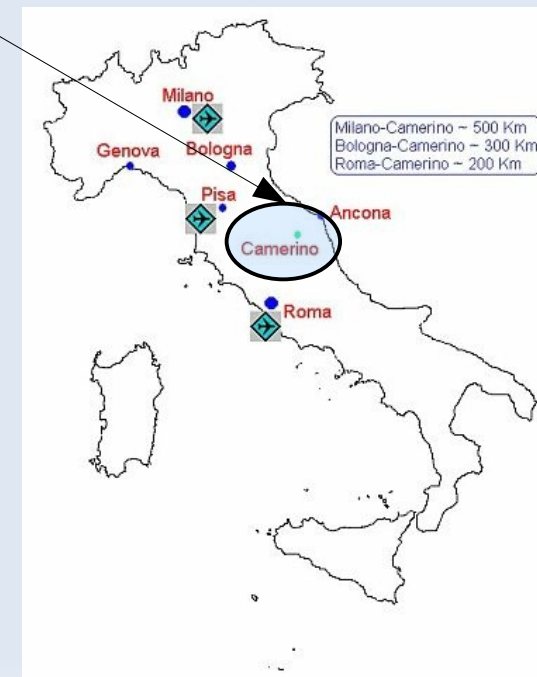 Milano
Milano-Camerino ~ 500 Km
Bologna-Camerino ~ 300 Km
Roma-Camerino ~ 200 Km
Genova
Bologna
Pisa
Ancona
Camerino
Roma